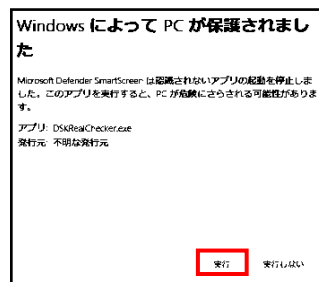 Windows によって PC が保護されまし
た
Microsoft Defender SmartScreen は認識されないアプリの起動を停止しま
した。このアプリを実行すると、PC が危険にさらされる可能性がありま
す。
アプリ: DSKRealChecker.exe
発行元: 不明な発行元
実行 実行しない